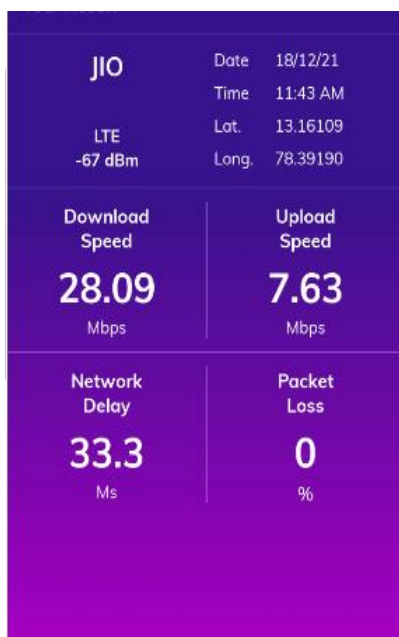 JIO
LTE
-67 dBm
Date 18/12/21
Time 11:43 AM
Lat. 13.16109
Long. 78.39190
Download
Speed
28.09
Mbps
Upload
Speed
7.63
Mbps
Network
Delay
33.3
Ms
Packet
Loss
0
%